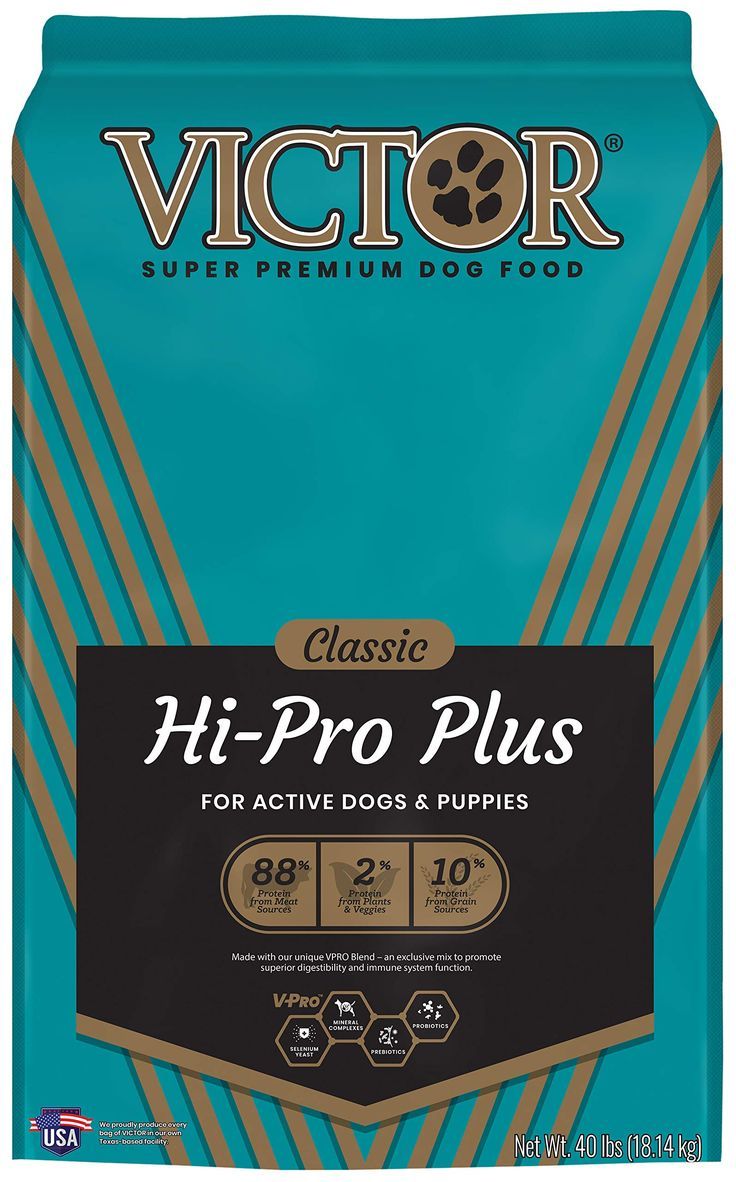 VICTOR®
SUPER PREMIUM DOG FOOD
Classic
Hi-Pro Plus
FOR ACTIVE DOGS & PUPPIES
88%
Protein
from Meat
Sources
2%
Protein
from Plants
& Veggies
10%
Protein
from Grain
Sources
Made with our unique VPRO Blend – an exclusive mix to promote
superior digestibility and immune system function.
V-PRO™
MINERAL
COMPLEXES
PROBIOTICS
SELENIUM
YEAST
PREBIOTICS
USA
We proudly produce every
bag of VICTOR in our own
Texas-based facility.
Net Wt. 40 lbs (18.14 kg)